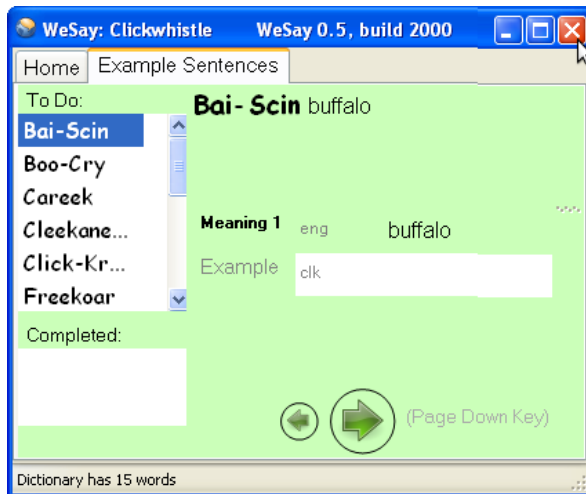 WeSay: Clickwhistle WeSay 0.5, build 2000
Home Example Sentences
To Do:
Bai-Scin
Boo-Cry
Careek
Cleekane...
Click-Kr...
Freekoar
Completed:
Bai-Scin buffalo
Meaning 1 eng buffalo
Example clk
(Page Down Key)
Dictionary has 15 words